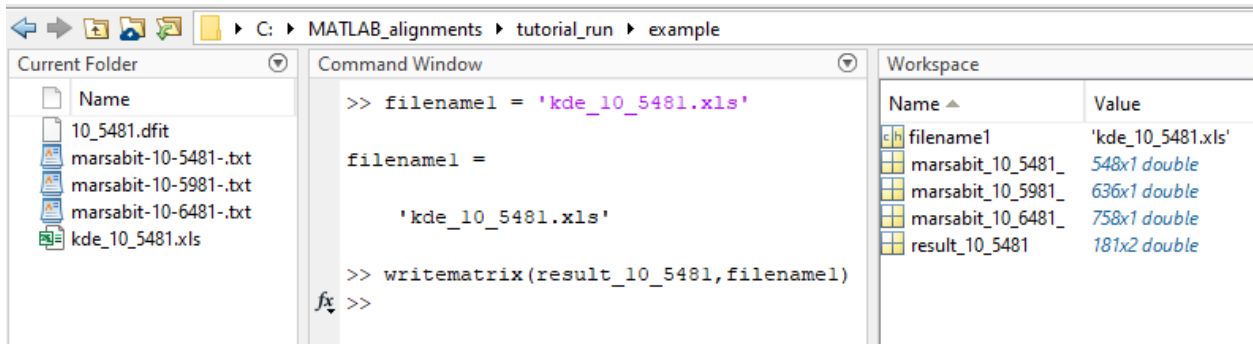 C: MATLAB_alignments tutorial_run example
Current Folder
Name
10_5481.dfit
marsabit-10-5481-.txt
marsabit-10-5981-.txt
marsabit-10-6481-.txt
kde_10_5481.xls
Command Window
>> filename1 = 'kde_10_5481.xls'
filename1 =
'kde_10_5481.xls'
>> writematrix(result_10_5481,filename1)
fx >>
Workspace
Name Value
filename1 'kde_10_5481.xls'
marsabit_10_5481_ 548x1 double
marsabit_10_5981_ 636x1 double
marsabit_10_6481_ 758x1 double
result_10_5481 181x2 double